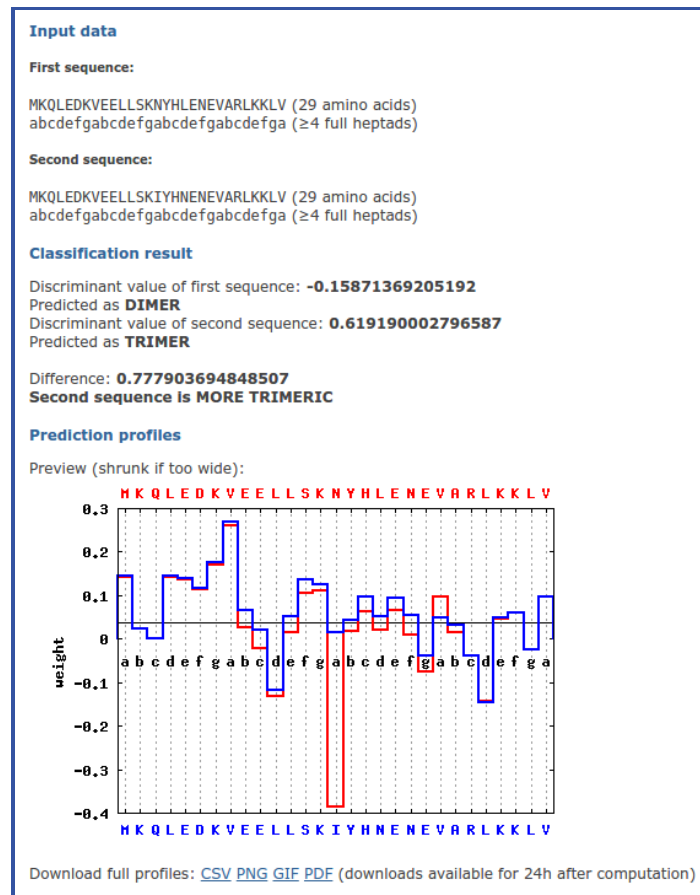 Input data
First sequence:
MKQLEDKVEELLSKNYHLENEVARLKKLV (29 amino acids)
abcdefgabcdefgabcdefgabcdefga (≥4 full heptads)
Second sequence:
MKQLEDKVEELLSKIYHNENEVARLKKLV (29 amino acids)
abcdefgabcdefgabcdefgabcdefga (≥4 full heptads)
Classification result
Discriminant value of first sequence: -0.15871369205192
Predicted as DIMER
Discriminant value of second sequence: 0.619190002796587
Predicted as TRIMER
Difference: 0.777903694848507
Second sequence is MORE TRIMERIC
Prediction profiles
Preview (shrunk if too wide):
M K Q L E D K V E E L L S K N Y H L E N E V A R L K K L V
0.3
0.2
0.1
0
-0.1
-0.2
-0.3
-0.4
weight
a b c d e f g a b c d e f g a b c d e f g a b c d e f g a
M K Q L E D K V E E L L S K I Y H N E N E V A R L K K L V
Download full profiles: CSV PNG GIF PDF (downloads available for 24h after computation)